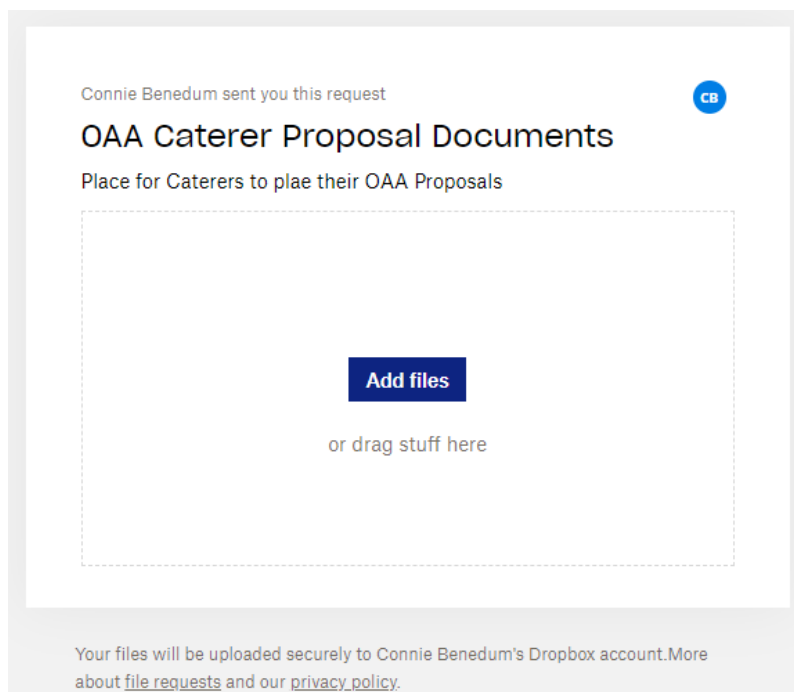 Connie Benedum sent you this request
CB
OAA Caterer Proposal Documents
Place for Caterers to plae their OAA Proposals
Add files
or drag stuff here
Your files will be uploaded securely to Connie Benedum's Dropbox account.More
about file requests and our privacy policy.